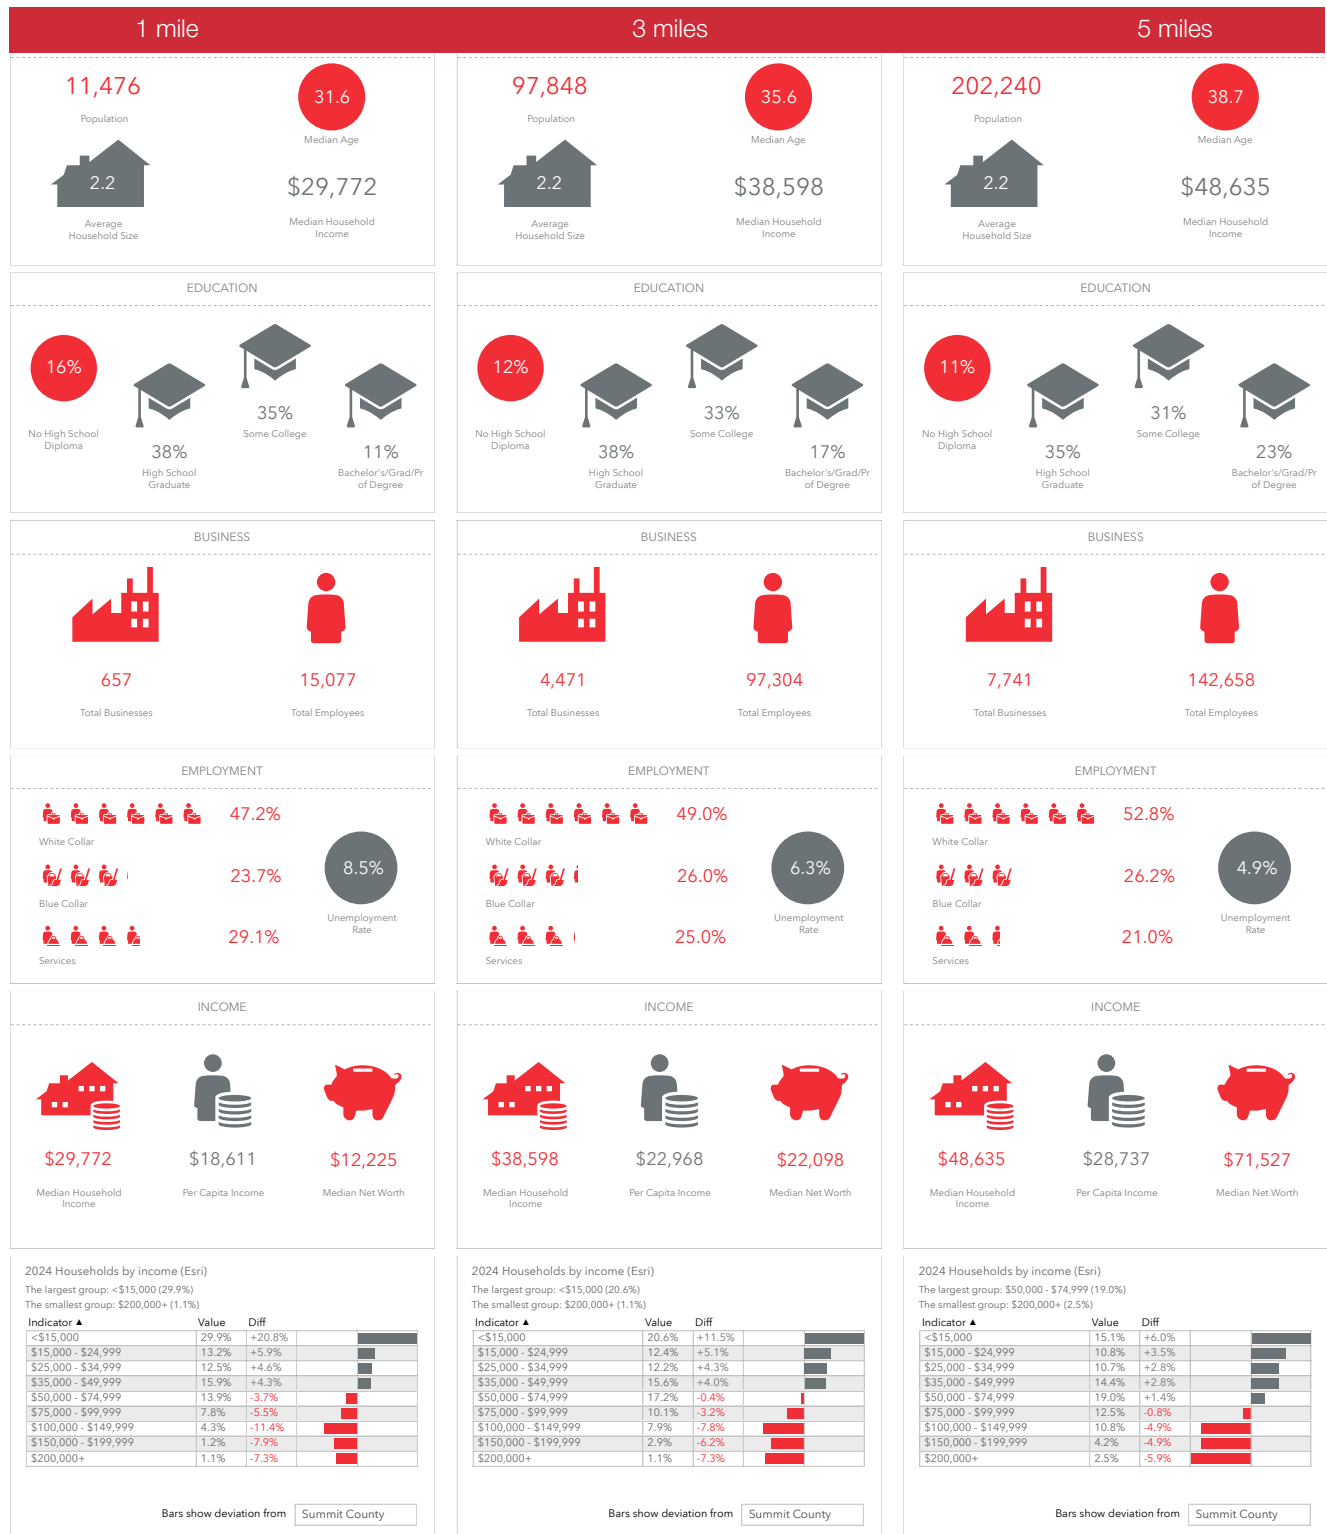 1 mile
3 miles
5 miles
11,476
Population
31.6
Median Age
2.2
Average
Household Size
$29,772
Median Household
Income
97,848
Population
35.6
Median Age
2.2
Average
Household Size
$38,598
Median Household
Income
202,240
Population
38.7
Median Age
2.2
Average
Household Size
$48,635
Median Household
Income
EDUCATION
16%
No High School
Diploma
38%
High School
Graduate
35%
Some College
11%
Bachelor's/Grad/Pr
of Degree
EDUCATION
12%
No High School
Diploma
38%
High School
Graduate
33%
Some College
17%
Bachelor's/Grad/Pr
of Degree
EDUCATION
11%
No High School
Diploma
35%
High School
Graduate
31%
Some College
23%
Bachelor's/Grad/Pr
of Degree
BUSINESS
657
Total Businesses
15,077
Total Employees
BUSINESS
4,471
Total Businesses
97,304
Total Employees
BUSINESS
7,741
Total Businesses
142,658
Total Employees
EMPLOYMENT
47.2%
White Collar
23.7%
Blue Collar
29.1%
Services
8.5%
Unemployment
Rate
EMPLOYMENT
49.0%
White Collar
26.0%
Blue Collar
25.0%
Services
6.3%
Unemployment
Rate
EMPLOYMENT
52.8%
White Collar
26.2%
Blue Collar
21.0%
Services
4.9%
Unemployment
Rate
INCOME
$29,772
Median Household
Income
$18,611
Per Capita Income
$12,225
Median Net Worth
INCOME
$38,598
Median Household
Income
$22,968
Per Capita Income
$22,098
Median Net Worth
INCOME
$48,635
Median Household
Income
$28,737
Per Capita Income
$71,527
Median Net Worth
2024 Households by income (Esri)
The largest group: <$15,000 (29.9%)
The smallest group: $200,000+ (1.1%)
Indicator ▲ Value Diff
<$15,000 29.9% +20.8%
$15,000 - $24,999 13.2% +5.9%
$25,000 - $34,999 12.5% +4.6%
$35,000 - $49,999 15.9% +4.3%
$50,000 - $74,999 13.9% -3.7%
$75,000 - $99,999 7.8% -5.5%
$100,000 - $149,999 4.3% -11.4%
$150,000 - $199,999 1.2% -7.9%
$200,000+ 1.1% -7.3%
Bars show deviation from Summit County
2024 Households by income (Esri)
The largest group: <$15,000 (20.6%)
The smallest group: $200,000+ (1.1%)
Indicator ▲ Value Diff
<$15,000 20.6% +11.5%
$15,000 - $24,999 12.4% +5.1%
$25,000 - $34,999 12.2% +4.3%
$35,000 - $49,999 15.6% +4.0%
$50,000 - $74,999 17.2% -0.4%
$75,000 - $99,999 10.1% -3.2%
$100,000 - $149,999 7.9% -7.8%
$150,000 - $199,999 2.9% -6.2%
$200,000+ 1.1% -7.3%
Bars show deviation from Summit County
2024 Households by income (Esri)
The largest group: $50,000 - $74,999 (19.0%)
The smallest group: $200,000+ (2.5%)
Indicator ▲ Value Diff
<$15,000 15.1% +6.0%
$15,000 - $24,999 10.8% +3.5%
$25,000 - $34,999 10.7% +2.8%
$35,000 - $49,999 14.4% +2.8%
$50,000 - $74,999 19.0% +1.4%
$75,000 - $99,999 12.5% -0.8%
$100,000 - $149,999 10.8% -4.9%
$150,000 - $199,999 4.2% -4.9%
$200,000+ 2.5% -5.9%
Bars show deviation from Summit County